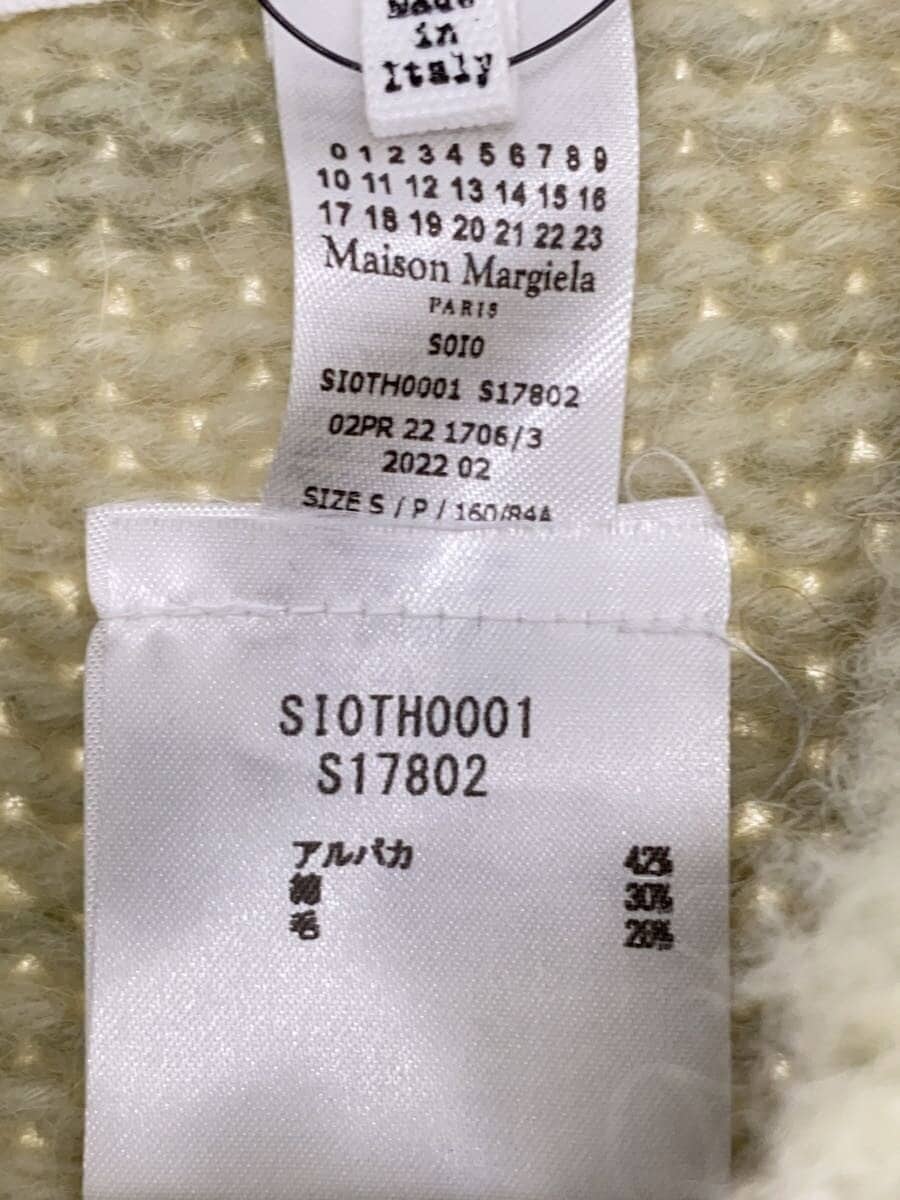 Made
in
Italy
0 1 2 3 4 5 6 7 8 9
10 11 12 13 14 15 16
17 18 19 20 21 22 23
Maison Margiela
PARIS
S0I0
SI0TH0001 S17802
02PR 22 1706/3
2022 02
SIZE S / P / 160/84A
SI0TH0001
S17802
アルパカ 42%
綿 30%
毛 28%